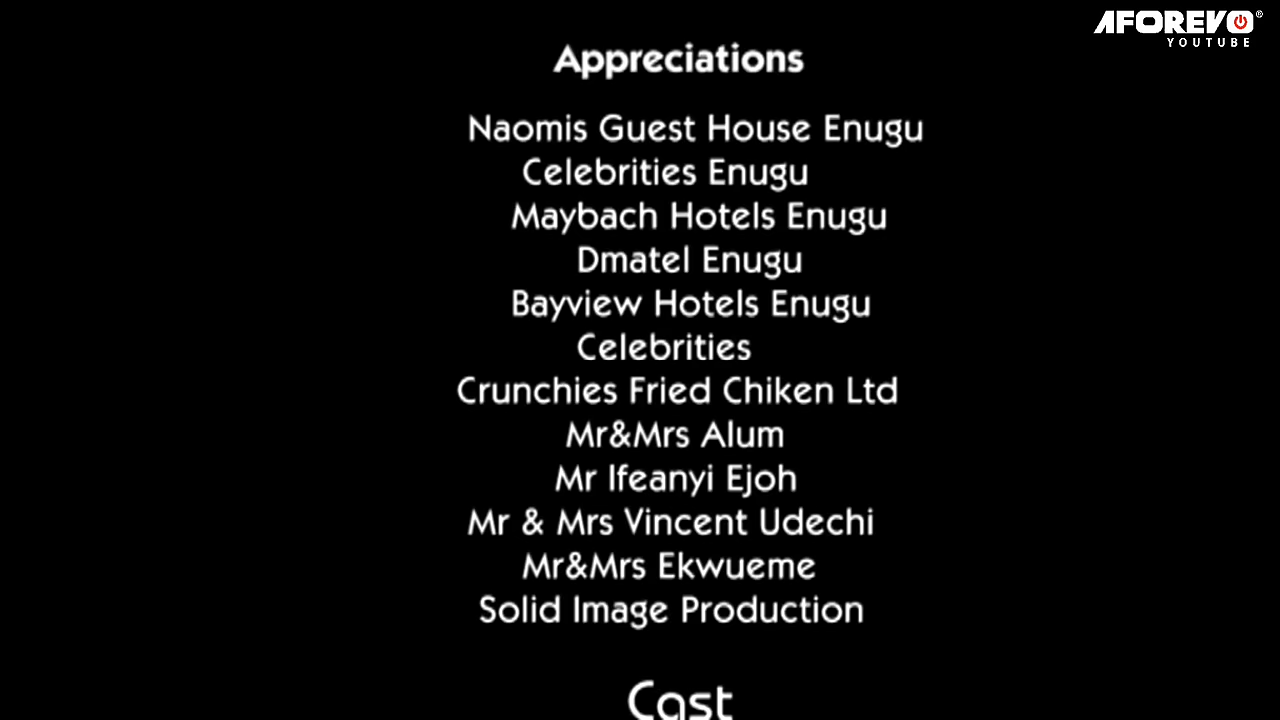 AFOREVO
YOUTUBE
Appreciations
Naomis Guest House Enugu
Celebrities Enugu
Maybach Hotels Enugu
Dmatel Enugu
Bayview Hotels Enugu
Celebrities
Crunchies Fried Chiken Ltd
Mr&Mrs Alum
Mr Ifeanyi Ejoh
Mr & Mrs Vincent Udechi
Mr&Mrs Ekwueme
Solid Image Production
Cast